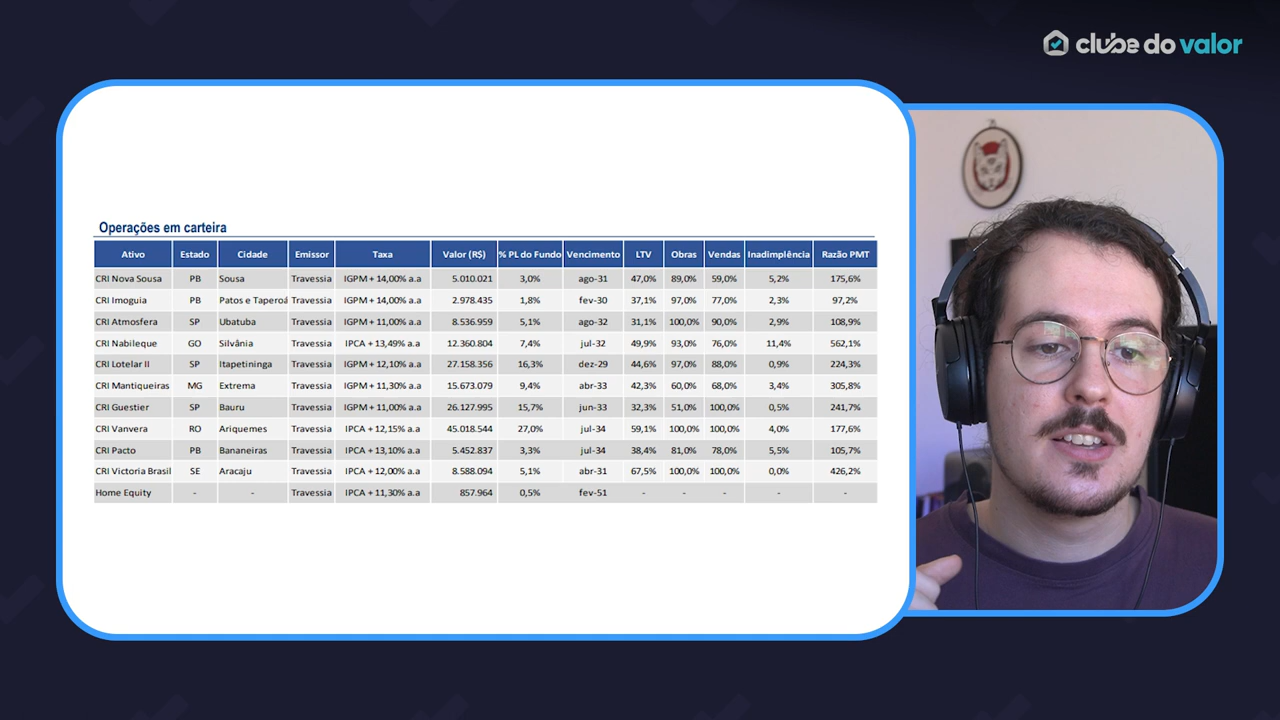 clube do valor
Operações em carteira
Ativo Estado Cidade Emissor Taxa Valor (R$) % PL do Fundo Vencimento LTV Obras Vendas Inadimplência Razão PMT
CRI Nova Sousa PB Sousa Travessia IGPM + 14,00% a.a 5.010.021 3,0% ago-31 47,0% 89,0% 59,0% 5,2% 175,6%
CRI Imoguia PB Patos e Taperoá Travessia IGPM + 14,00% a.a 2.978.435 1,8% fev-30 37,1% 97,0% 77,0% 2,3% 97,2%
CRI Atmosfera SP Ubatuba Travessia IGPM + 11,00% a.a 8.536.959 5,1% ago-32 31,1% 100,0% 90,0% 2,9% 108,9%
CRI Nabileque GO Silvânia Travessia IPCA + 13,49% a.a 12.360.804 7,4% jul-32 49,9% 93,0% 76,0% 11,4% 562,1%
CRI Lotelar II SP Itapetininga Travessia IGPM + 12,10% a.a 27.158.356 16,3% dez-29 44,6% 97,0% 88,0% 0,9% 224,3%
CRI Mantiqueiras MG Extrema Travessia IGPM + 11,30% a.a 15.673.079 9,4% abr-33 42,3% 60,0% 68,0% 3,4% 305,8%
CRI Guestier SP Bauru Travessia IGPM + 11,00% a.a 26.127.995 15,7% jun-33 32,3% 51,0% 100,0% 0,5% 241,7%
CRI Vanvera RO Ariquemes Travessia IPCA + 12,15% a.a 45.018.544 27,0% jul-34 59,1% 100,0% 100,0% 4,0% 177,6%
CRI Pacto PB Bananeiras Travessia IPCA + 13,10% a.a 5.452.837 3,3% jul-34 38,4% 81,0% 78,0% 5,5% 105,7%
CRI Victoria Brasil SE Aracaju Travessia IPCA + 12,00% a.a 8.588.094 5,1% abr-31 67,5% 100,0% 100,0% 0,0% 426,2%
Home Equity - - Travessia IPCA + 11,30% a.a 857.964 0,5% fev-51 - - - - -